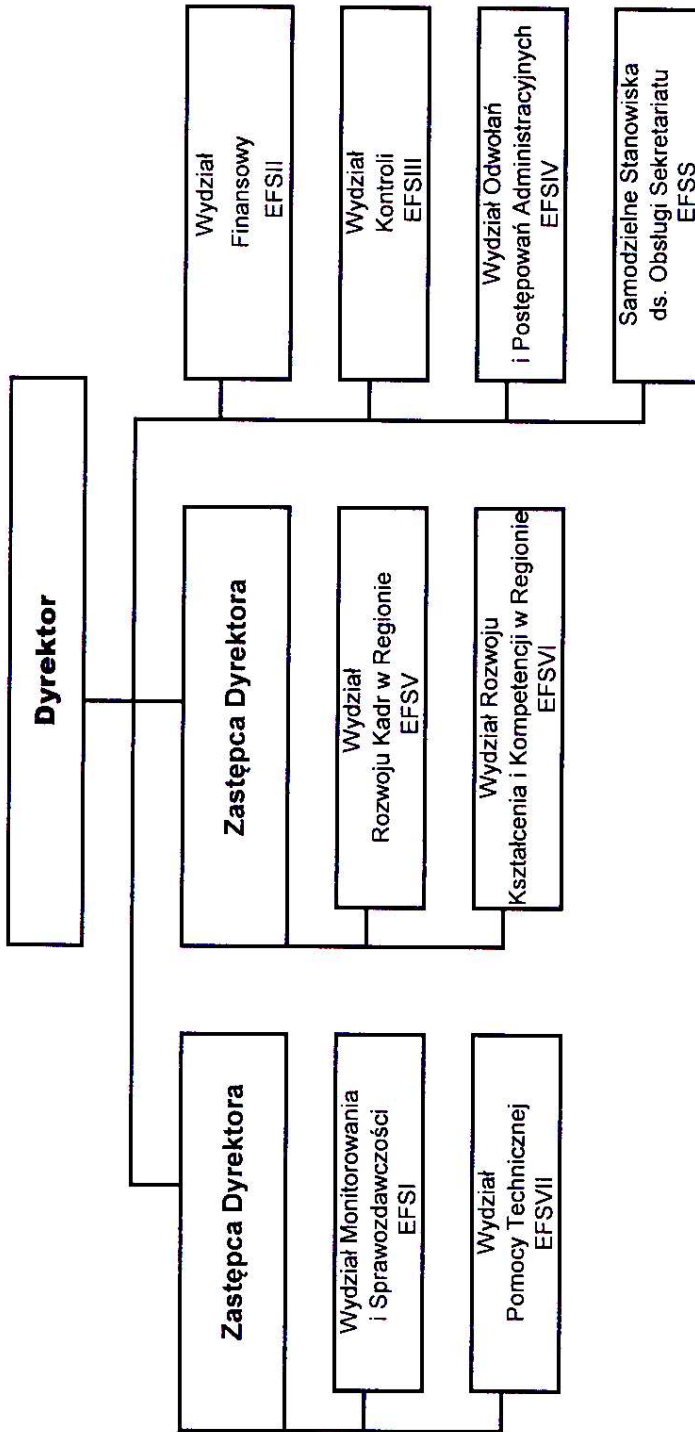 Dyrektor
Zastępca Dyrektora
Wydział Monitorowania
i Sprawozdawczości
EFSI
Wydział
Pomocy Technicznej
EFSVII
Zastępca Dyrektora
Wydział
Rozwoju Kadr w Regionie
EFSV
Wydział Rozwoju
Kształcenia i Kompetencji w Regionie
EFSVI
Wydział
Finansowy
EFSII
Wydział
Kontroli
EFSIII
Wydział Odwołań
i Postępowań Administracyjnych
EFSIV
Samodzielne Stanowiska
ds. Obsługi Sekretariatu
EFSS